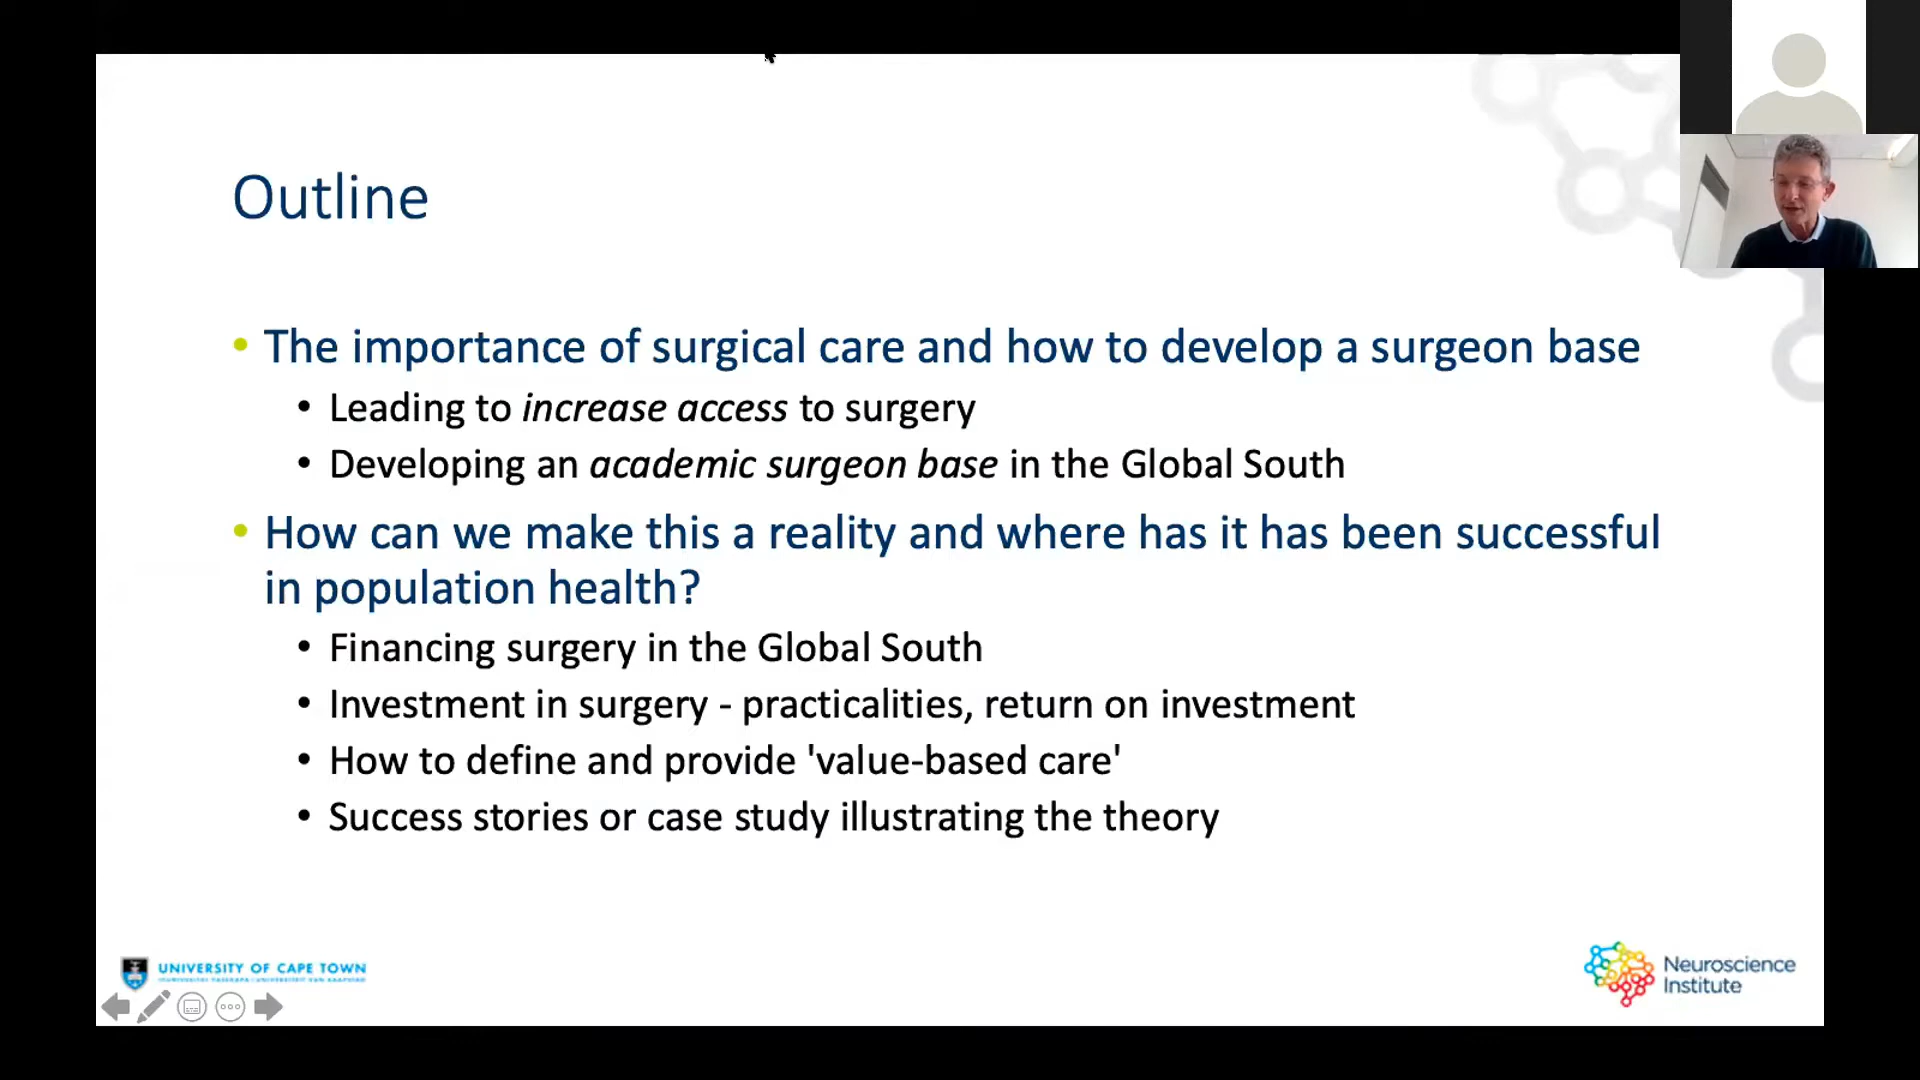 Outline
• The importance of surgical care and how to develop a surgeon base
• Leading to increase access to surgery
• Developing an academic surgeon base in the Global South
• How can we make this a reality and where has it has been successful
in population health?
• Financing surgery in the Global South
• Investment in surgery - practicalities, return on investment
• How to define and provide 'value-based care'
• Success stories or case study illustrating the theory
UNIVERSITY OF CAPE TOWN
Neuroscience
Institute